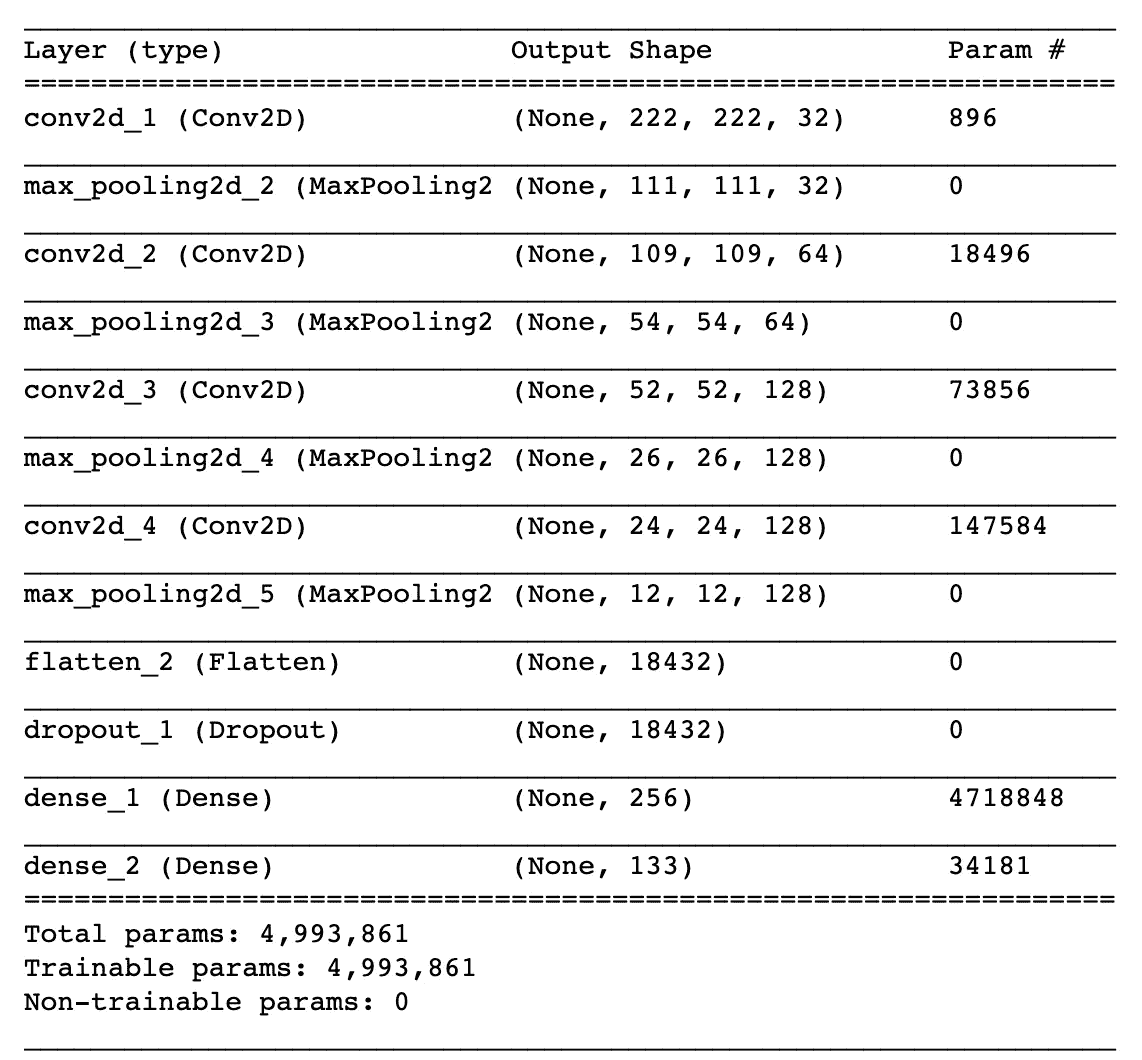 Layer (type) Output Shape Param #
conv2d_1 (Conv2D) (None, 222, 222, 32) 896
max_pooling2d_2 (MaxPooling2 (None, 111, 111, 32) 0
conv2d_2 (Conv2D) (None, 109, 109, 64) 18496
max_pooling2d_3 (MaxPooling2 (None, 54, 54, 64) 0
conv2d_3 (Conv2D) (None, 52, 52, 128) 73856
max_pooling2d_4 (MaxPooling2 (None, 26, 26, 128) 0
conv2d_4 (Conv2D) (None, 24, 24, 128) 147584
max_pooling2d_5 (MaxPooling2 (None, 12, 12, 128) 0
flatten_2 (Flatten) (None, 18432) 0
dropout_1 (Dropout) (None, 18432) 0
dense_1 (Dense) (None, 256) 4718848
dense_2 (Dense) (None, 133) 34181
Total params: 4,993,861
Trainable params: 4,993,861
Non-trainable params: 0